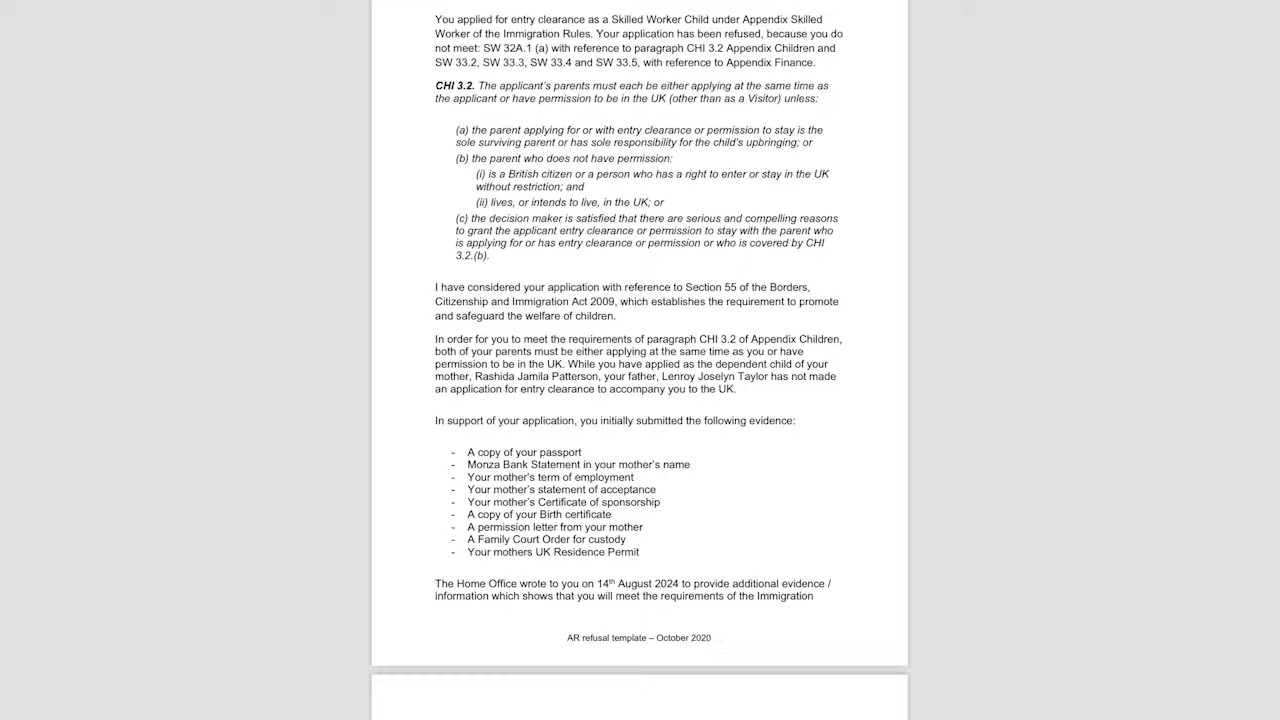 You applied for entry clearance as a Skilled Worker Child under Appendix Skilled
Worker of the Immigration Rules. Your application has been refused, because you do
not meet: SW 32A.1 (a) with reference to paragraph CHI 3.2 Appendix Children and
SW 33.2, SW 33.3, SW 33.4 and SW 33.5, with reference to Appendix Finance.
CHI 3.2. The applicant's parents must each be either applying at the same time as
the applicant or have permission to be in the UK (other than as a Visitor) unless:
(a) the parent applying for or with entry clearance or permission to stay is the
sole surviving parent or has sole responsibility for the child's upbringing; or
(b) the parent who does not have permission:
(i) is a British citizen or a person who has a right to enter or stay in the UK
without restriction; and
(ii) lives, or intends to live, in the UK; or
(c) the decision maker is satisfied that there are serious and compelling reasons
to grant the applicant entry clearance or permission to stay with the parent who
is applying for or has entry clearance or permission or who is covered by CHI
3.2.(b).
I have considered your application with reference to Section 55 of the Borders,
Citizenship and Immigration Act 2009, which establishes the requirement to promote
and safeguard the welfare of children.
In order for you to meet the requirements of paragraph CHI 3.2 of Appendix Children,
both of your parents must be either applying at the same time as you or have
permission to be in the UK. While you have applied as the dependent child of your
mother, Rashida Jamila Patterson, your father, Lenroy Joselyn Taylor has not made
an application for entry clearance to accompany you to the UK.
In support of your application, you initially submitted the following evidence:
- A copy of your passport
- Monza Bank Statement in your mother's name
- Your mother's term of employment
- Your mother's statement of acceptance
- Your mother's Certificate of sponsorship
- A copy of your Birth certificate
- A permission letter from your mother
- A Family Court Order for custody
- Your mothers UK Residence Permit
The Home Office wrote to you on 14th August 2024 to provide additional evidence /
information which shows that you will meet the requirements of the Immigration
AR refusal template – October 2020